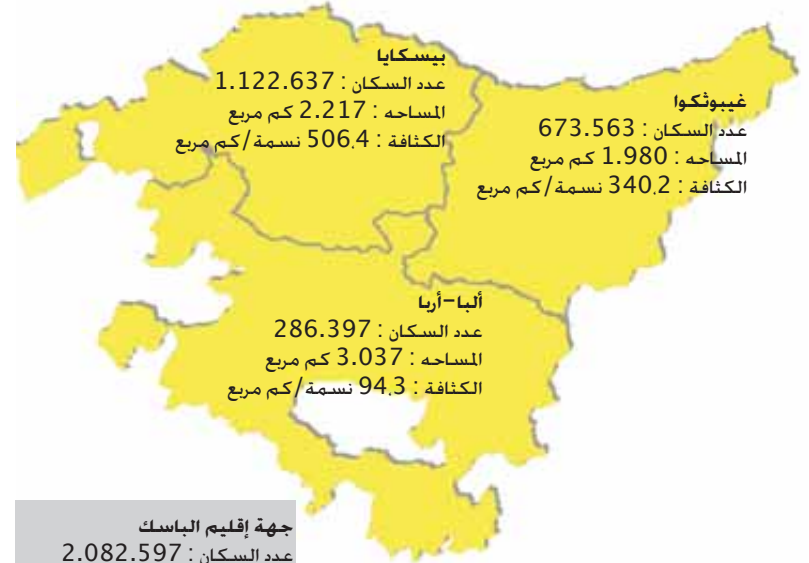 بيسكايا
عدد السكان : 1.122.637
المساحه : 2.217 كم مربع
الكثافة : 506,4 نسمة/كم مربع
غيبوثكوا
عدد السكان : 673.563
المساحه : 1.980 كم مربع
الكثافة : 340,2 نسمة/كم مربع
ألبا-أربا
عدد السكان : 286.397
المساحه : 3.037 كم مربع
الكثافة : 94,3 نسمة/كم مربع
جهة إقليم الباسك
عدد السكان : 2.082.597